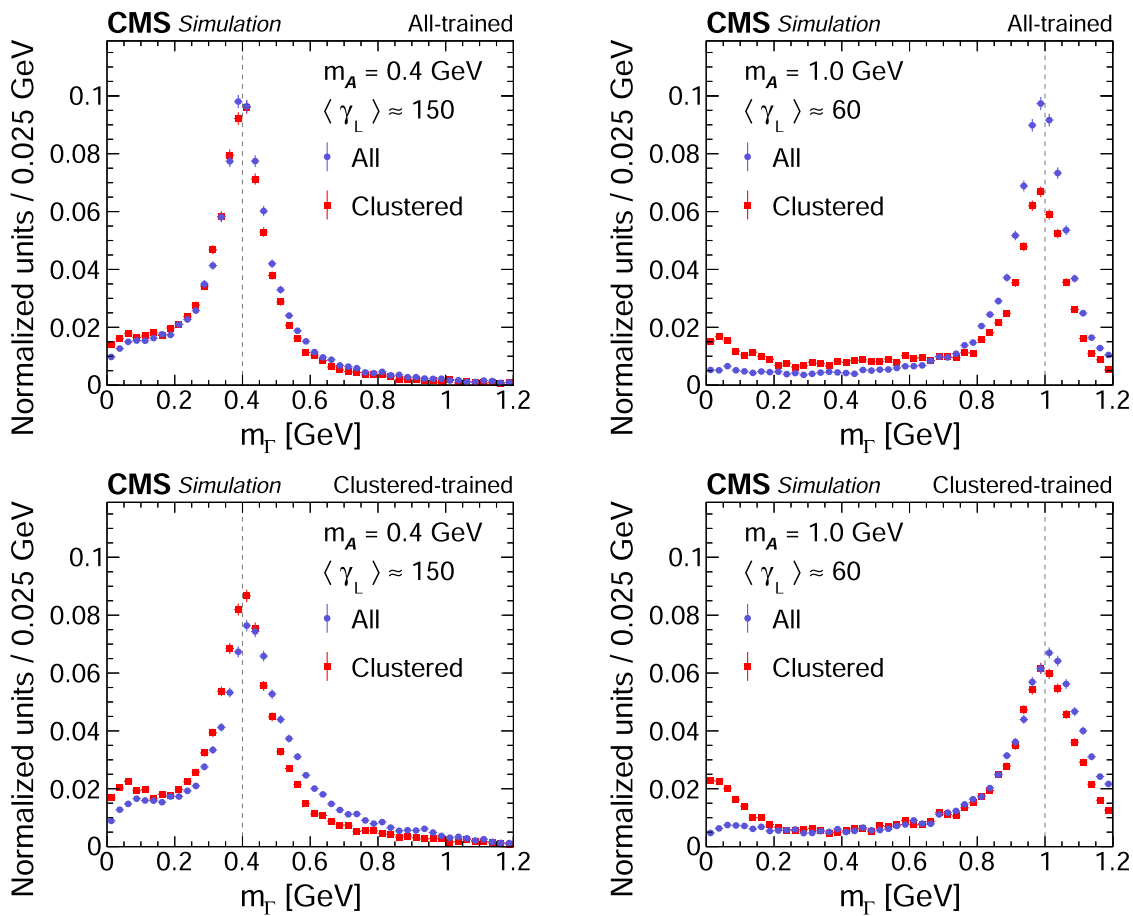 CMS Simulation All-trained
Normalized units / 0.025 GeV
m_A = 0.4 GeV
⟨ γ_L ⟩ ≈ 150
All
Clustered
0.1
0.08
0.06
0.04
0.02
0
0 0.2 0.4 0.6 0.8 1 1.2
m_Γ [GeV]
CMS Simulation All-trained
Normalized units / 0.025 GeV
m_A = 1.0 GeV
⟨ γ_L ⟩ ≈ 60
All
Clustered
0.1
0.08
0.06
0.04
0.02
0
0 0.2 0.4 0.6 0.8 1 1.2
m_Γ [GeV]
CMS Simulation Clustered-trained
Normalized units / 0.025 GeV
m_A = 0.4 GeV
⟨ γ_L ⟩ ≈ 150
All
Clustered
0.1
0.08
0.06
0.04
0.02
0
0 0.2 0.4 0.6 0.8 1 1.2
m_Γ [GeV]
CMS Simulation Clustered-trained
Normalized units / 0.025 GeV
m_A = 1.0 GeV
⟨ γ_L ⟩ ≈ 60
All
Clustered
0.1
0.08
0.06
0.04
0.02
0
0 0.2 0.4 0.6 0.8 1 1.2
m_Γ [GeV]